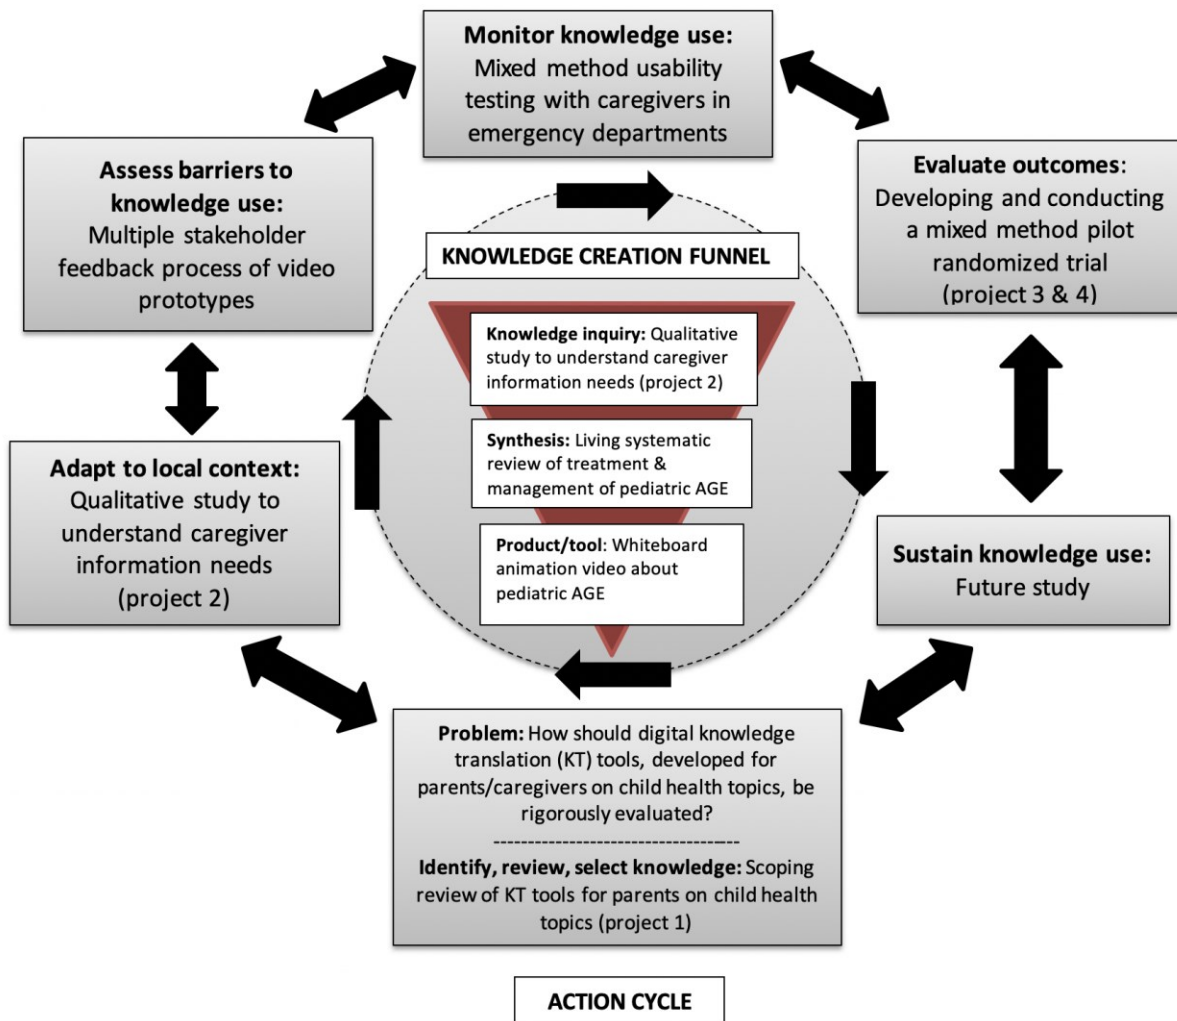 Monitor knowledge use:
Mixed method usability
testing with caregivers in
emergency departments
Assess barriers to
knowledge use:
Multiple stakeholder
feedback process of video
prototypes
Evaluate outcomes:
Developing and conducting
a mixed method pilot
randomized trial
(project 3 & 4)
KNOWLEDGE CREATION FUNNEL
Knowledge inquiry: Qualitative
study to understand caregiver
information needs (project 2)
Synthesis: Living systematic
review of treatment &
management of pediatric AGE
Product/tool: Whiteboard
animation video about
pediatric AGE
Adapt to local context:
Qualitative study to
understand caregiver
information needs
(project 2)
Sustain knowledge use:
Future study
Problem: How should digital knowledge
translation (KT) tools, developed for
parents/caregivers on child health topics, be
rigorously evaluated?
------------------------------------
Identify, review, select knowledge: Scoping
review of KT tools for parents on child health
topics (project 1)
ACTION CYCLE